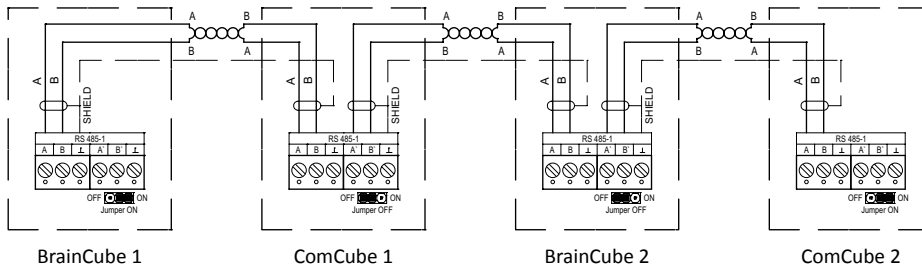 A B A B A B
B A B A B A
A B SHIELD
A B SHIELD
A B SHIELD
A B
RS 485-1
A B ⊥ A' B' ⊥
OFF ON
Jumper ON
BrainCube 1
RS 485-1
A B ⊥ A' B' ⊥
OFF ON
Jumper OFF
ComCube 1
RS 485-1
A B ⊥ A' B' ⊥
OFF ON
Jumper OFF
BrainCube 2
RS 485-1
A B ⊥ A' B' ⊥
OFF ON
Jumper ON
ComCube 2